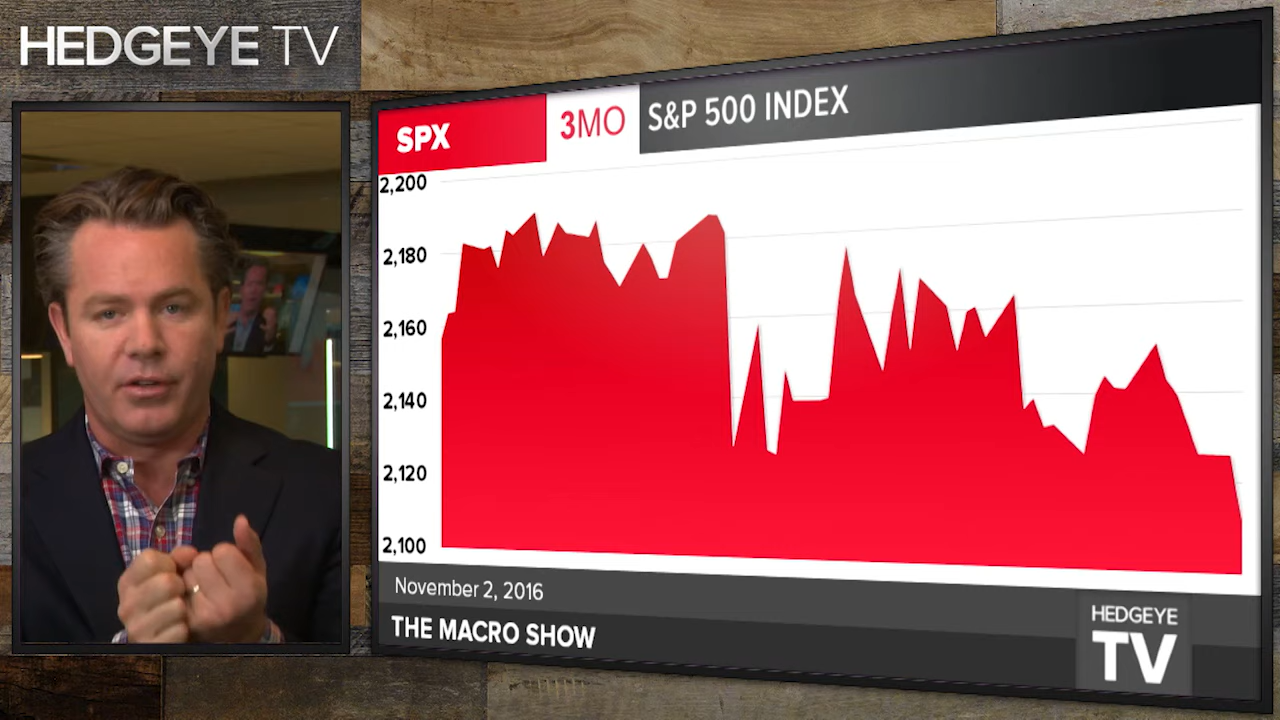 HEDGEYE TV
SPX
3MO
S&P 500 INDEX
2,200
2,180
2,160
2,140
2,120
2,100
November 2, 2016
THE MACRO SHOW
HEDGEYE
TV